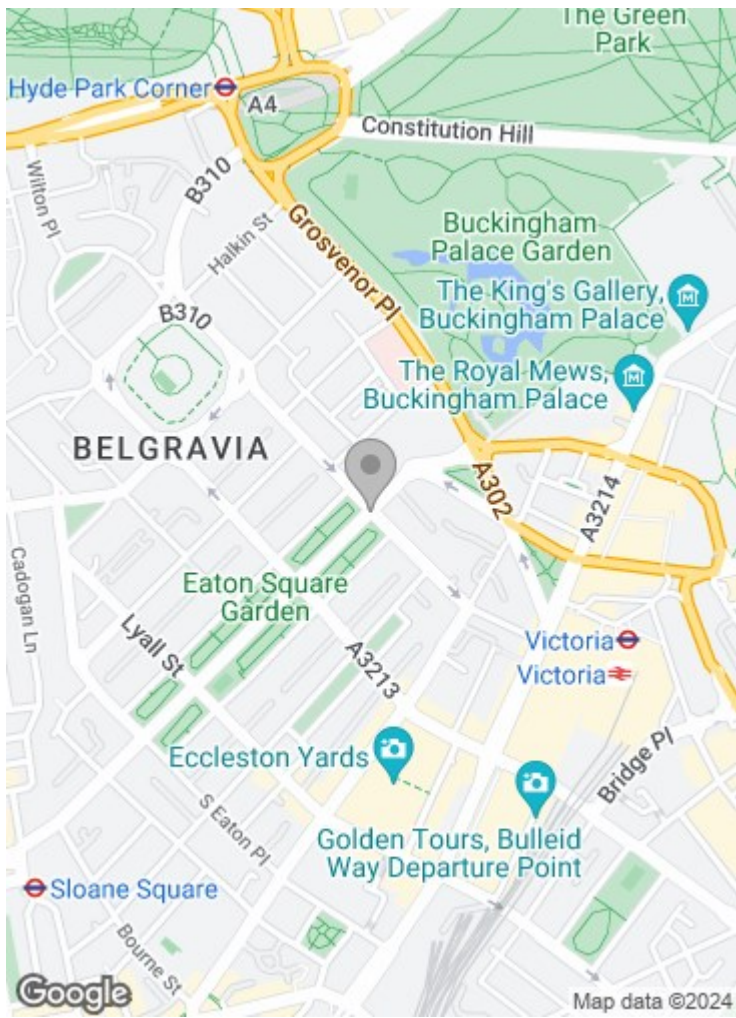 The Green
Park
Hyde Park Corner
A4
Constitution Hill
Wilton Pl
B310
Halkin St
Grosvenor Pl
Buckingham
Palace Garden
The King's Gallery,
Buckingham Palace
B310
The Royal Mews,
Buckingham Palace
BELGRAVIA
A302
A3214
Cadogan Ln
Eaton Square
Garden
Lyall St
A3213
Victoria
Victoria
Eccleston Yards
Bridge Pl
S Eaton Pl
Golden Tours, Bulleid
Way Departure Point
Sloane Square
Bourne St
Google
Map data ©2024